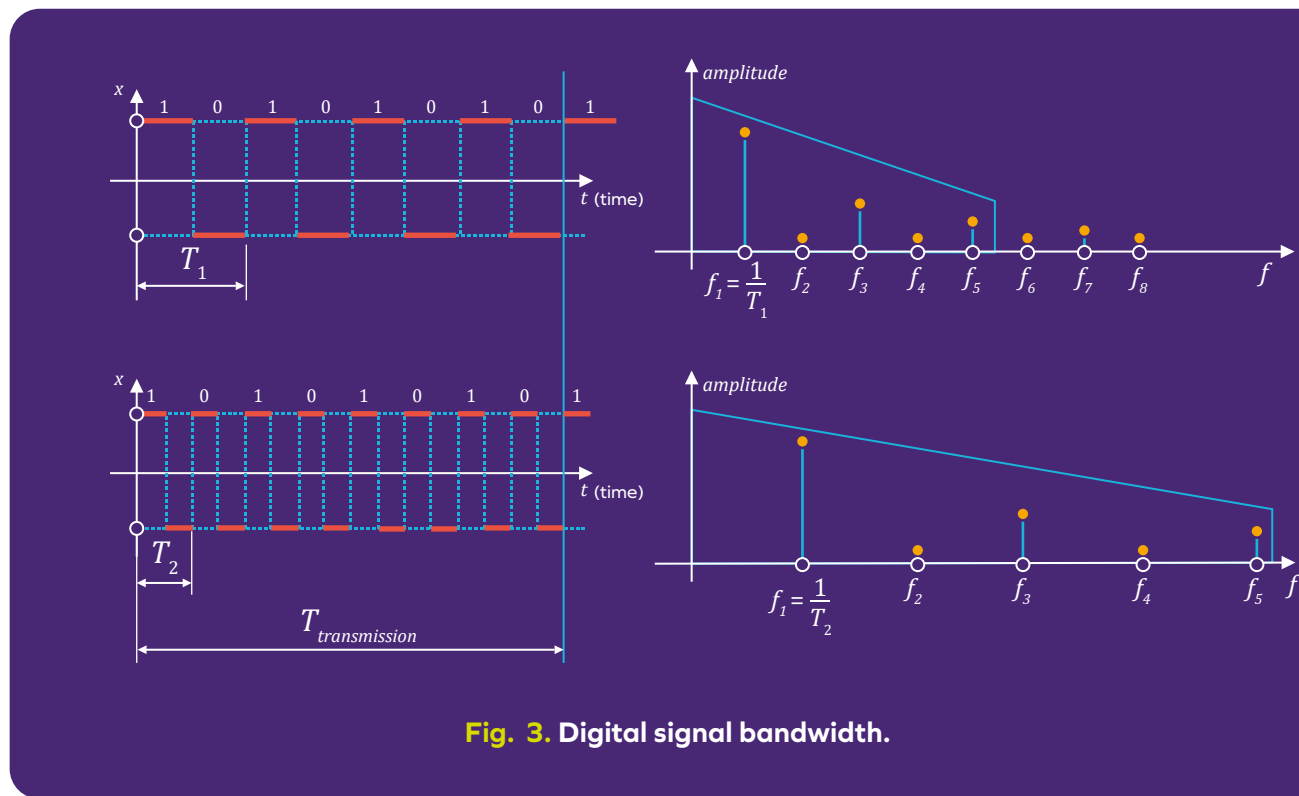 x
1 0 1 0 1 0 1 0 1
t (time)
T₁
amplitude
f₁ = 1/T₁ f₂ f₃ f₄ f₅ f₆ f₇ f₈
f
x
1 0 1 0 1 0 1 0 1
t (time)
T₂
T transmission
amplitude
f₁ = 1/T₂ f₂ f₃ f₄ f₅
f
Fig. 3. Digital signal bandwidth.